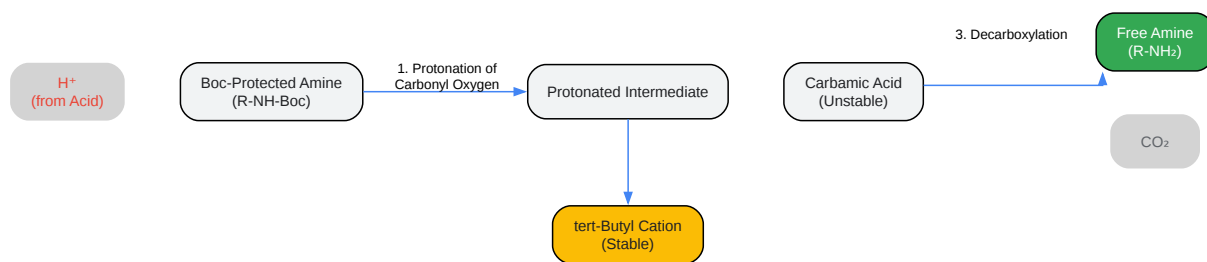 H⁺
(from Acid)
Boc-Protected Amine
(R-NH-Boc)
1. Protonation of
Carbonyl Oxygen
Protonated Intermediate
Carbamic Acid
(Unstable)
3. Decarboxylation
Free Amine
(R-NH₂)
CO₂
tert-Butyl Cation
(Stable)